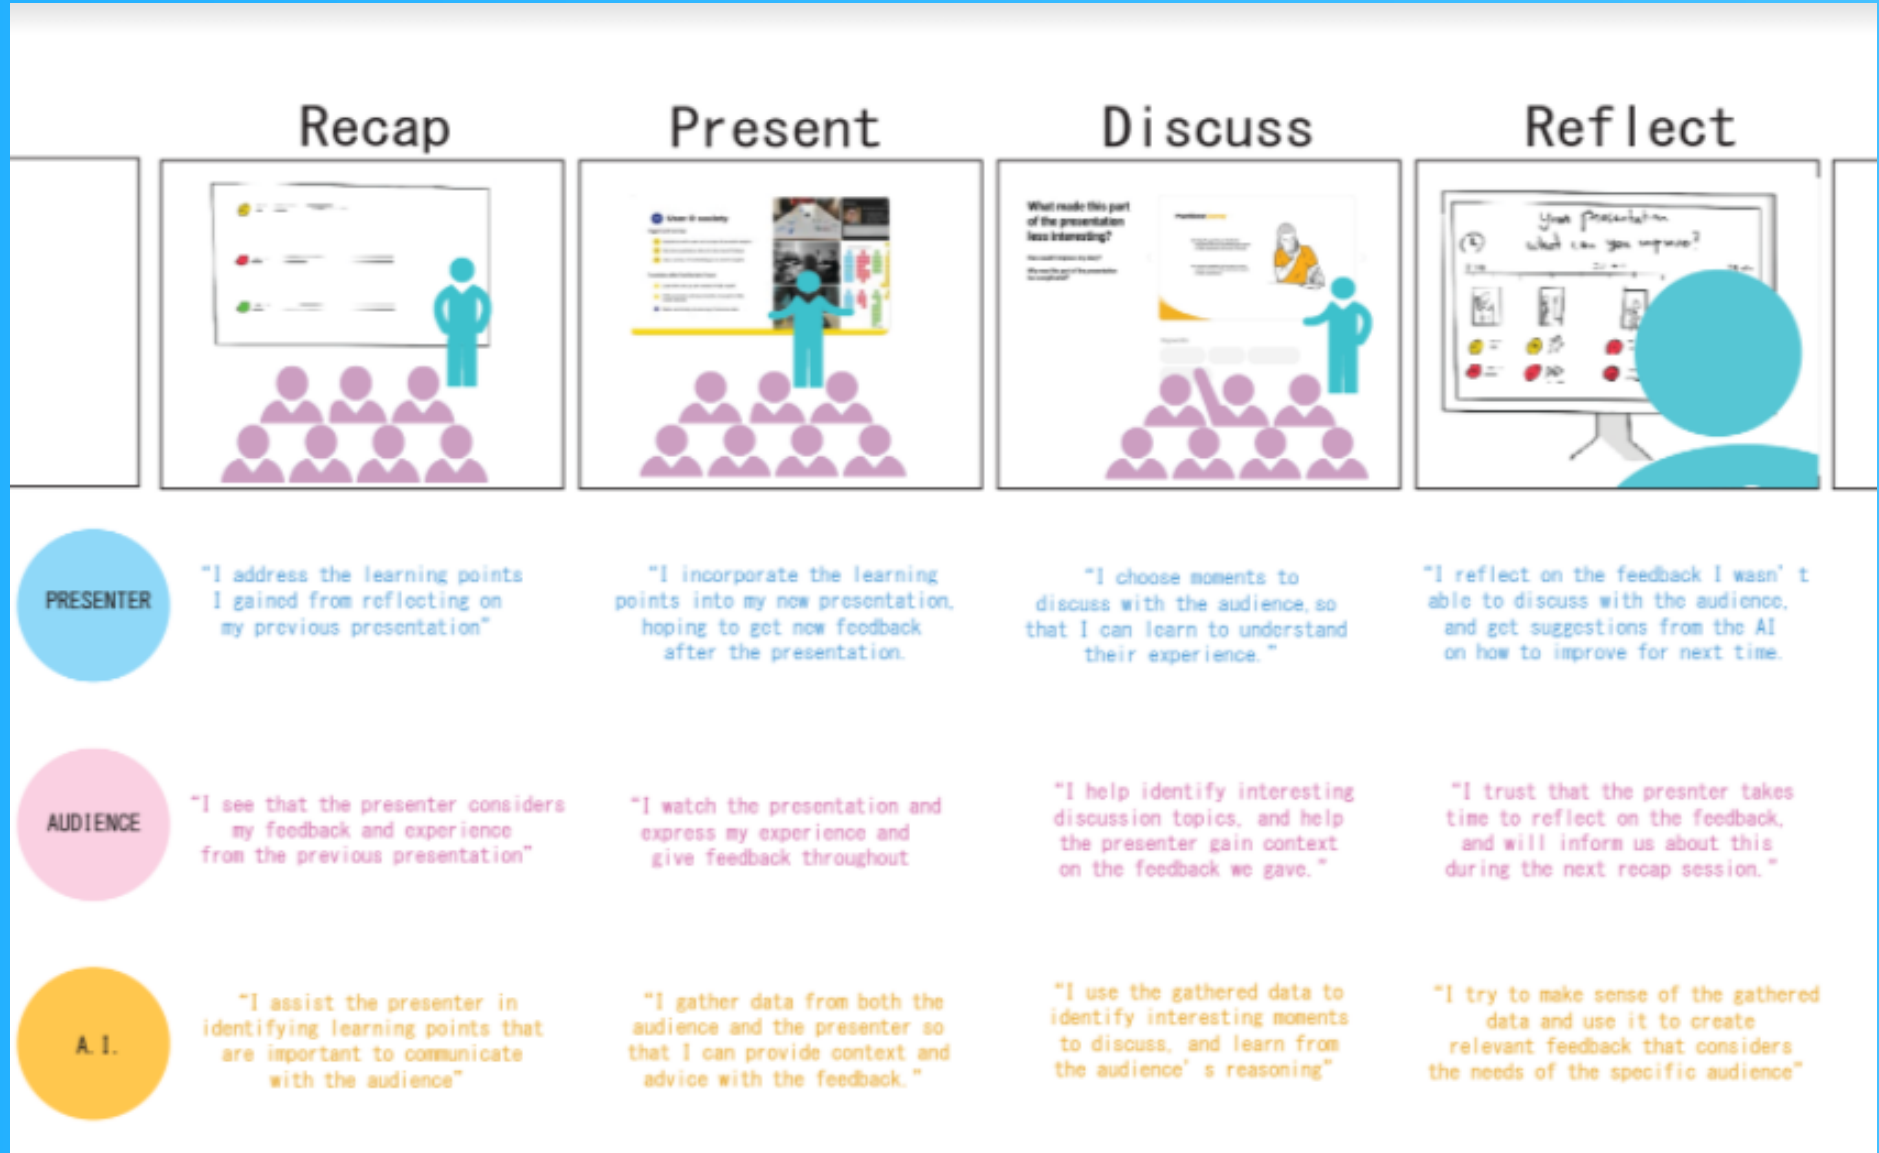 Recap
Present
Discuss
Reflect
User & society
What made this part
of the presentation
less interesting?
Your presentation
what can you improve?
PRESENTER
"I address the learning points
I gained from reflecting on
my previous presentation"
"I incorporate the learning
points into my new presentation,
hoping to get new feedback
after the presentation.
"I choose moments to
discuss with the audience, so
that I can learn to understand
their experience."
"I reflect on the feedback I wasn't
able to discuss with the audience,
and get suggestions from the AI
on how to improve for next time.
AUDIENCE
"I see that the presenter considers
my feedback and experience
from the previous presentation"
"I watch the presentation and
express my experience and
give feedback throughout
"I help identify interesting
discussion topics, and help
the presenter gain context
on the feedback we gave."
"I trust that the presnter takes
time to reflect on the feedback,
and will inform us about this
during the next recap session."
A.I.
"I assist the presenter in
identifying learning points that
are important to communicate
with the audience"
"I gather data from both the
audience and the presenter so
that I can provide context and
advice with the feedback."
"I use the gathered data to
identify interesting moments
to discuss, and learn from
the audience's reasoning"
"I try to make sense of the gathered
data and use it to create
relevant feedback that considers
the needs of the specific audience"